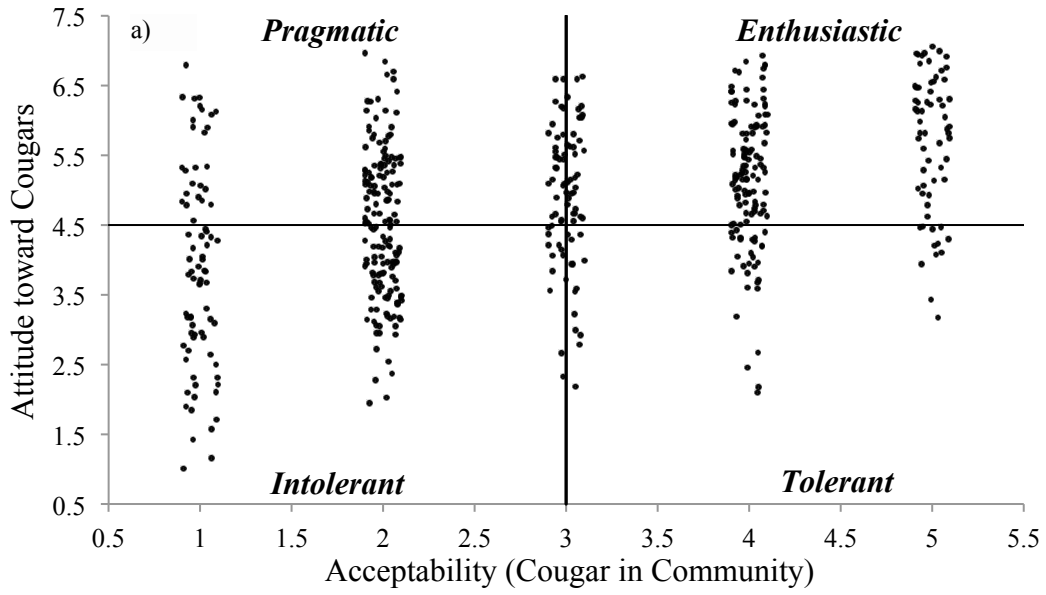 a)
Pragmatic
Enthusiastic
Attitude toward Cougars
7.5
6.5
5.5
4.5
3.5
2.5
1.5
0.5
Intolerant
Tolerant
0.5 1 1.5 2 2.5 3 3.5 4 4.5 5 5.5
Acceptability (Cougar in Community)